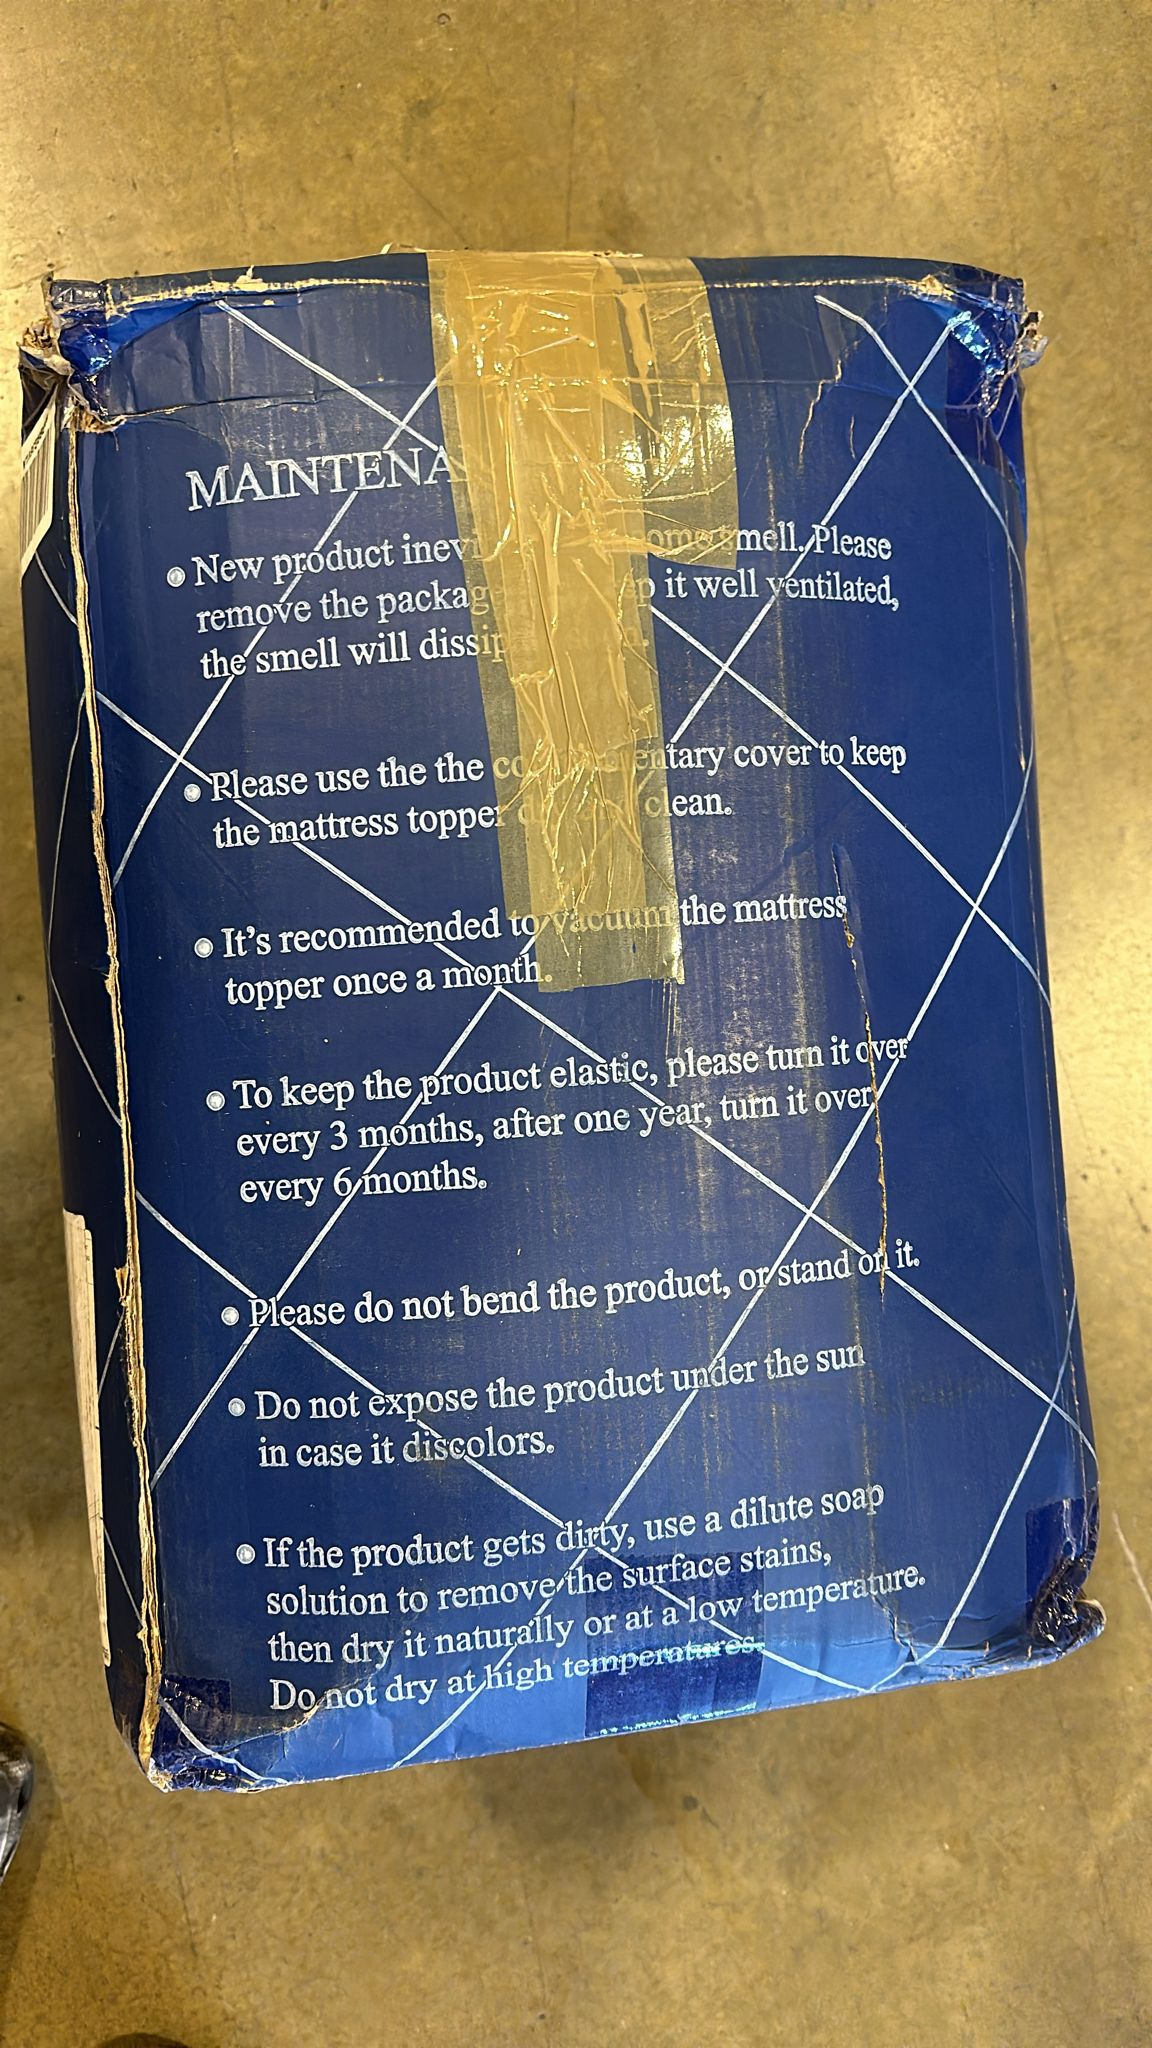 MAINTENA
New product inevi ome smell. Please
remove the packag p it well ventilated,
the smell will dissip
Please use the the co entary cover to keep
the mattress topper clean.
It's recommended to vacuum the mattress
topper once a month.
To keep the product elastic, please turn it over
every 3 months, after one year, turn it over
every 6 months.
Please do not bend the product, or stand on it.
Do not expose the product under the sun
in case it discolors.
If the product gets dirty, use a dilute soap
solution to remove the surface stains,
then dry it naturally or at a low temperature.
Do not dry at high temperatures.